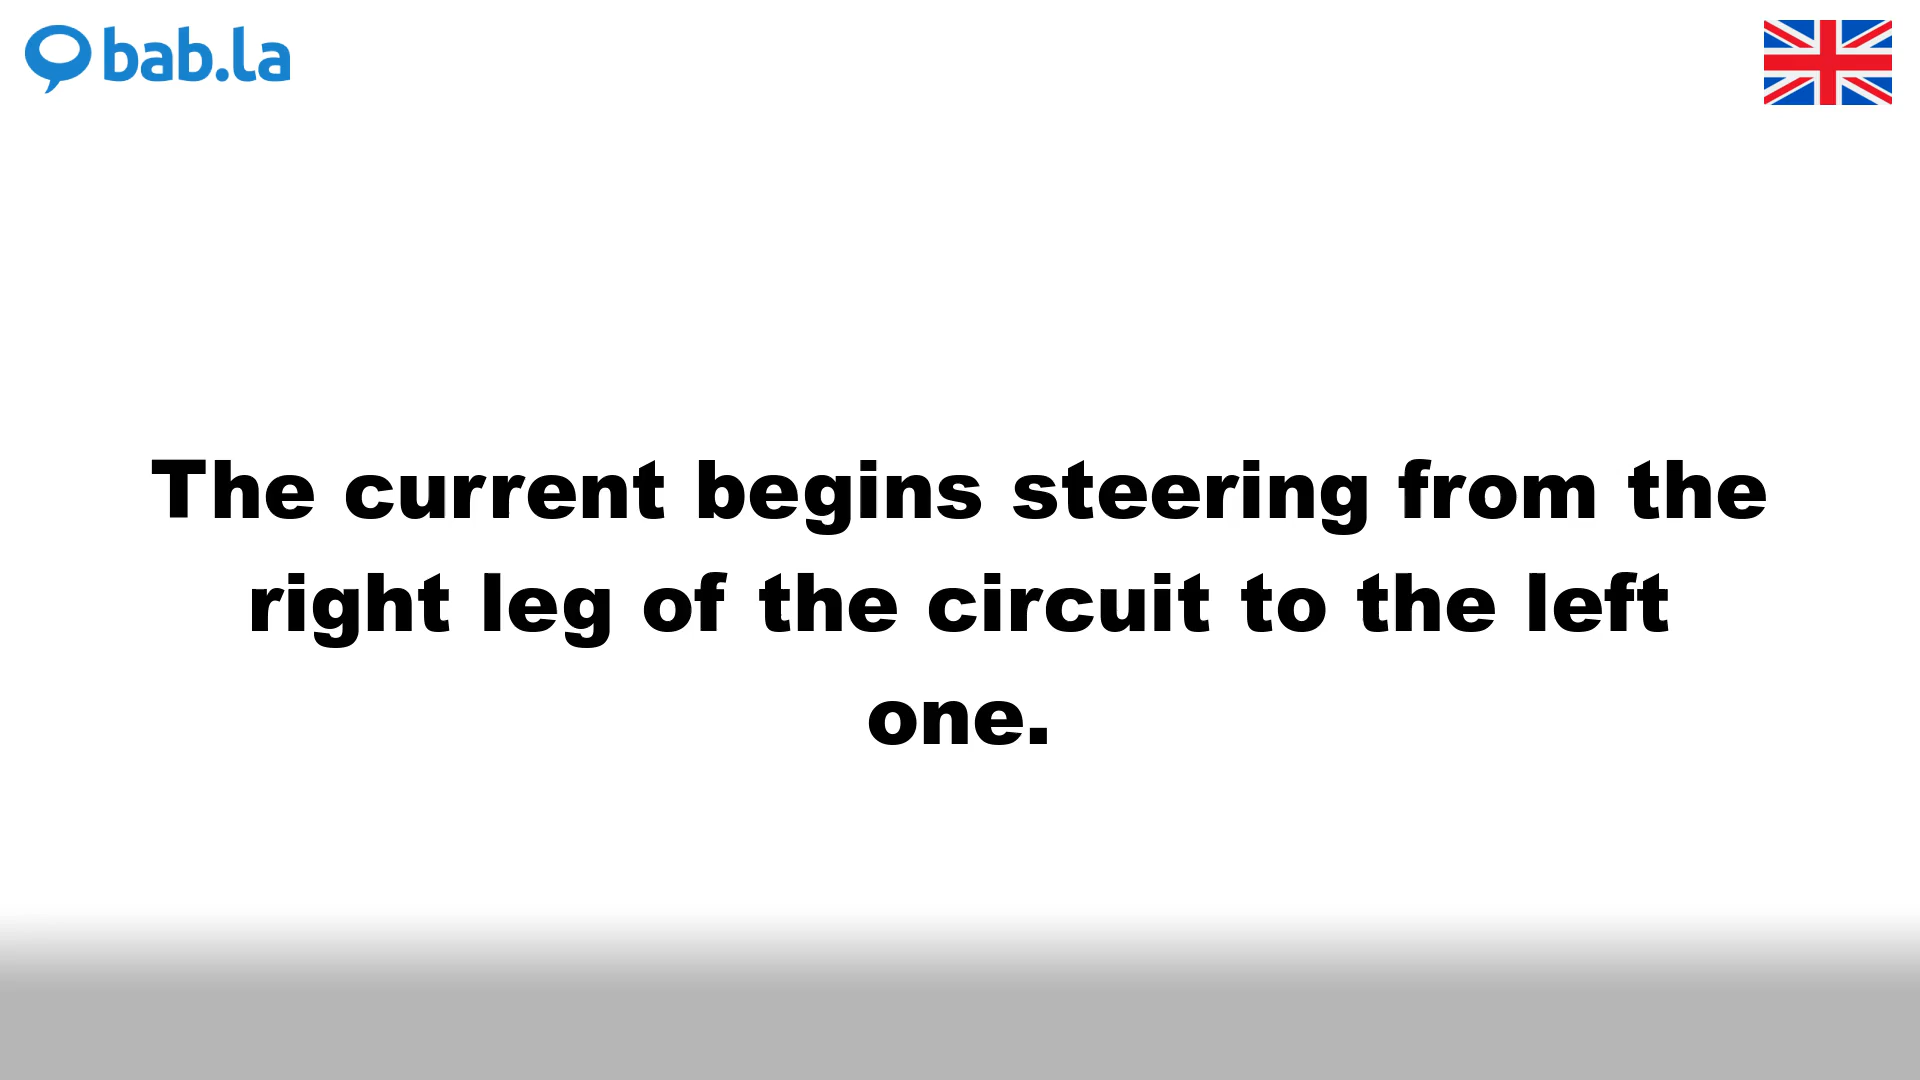 bab.la
The current begins steering from the
right leg of the circuit to the left
one.